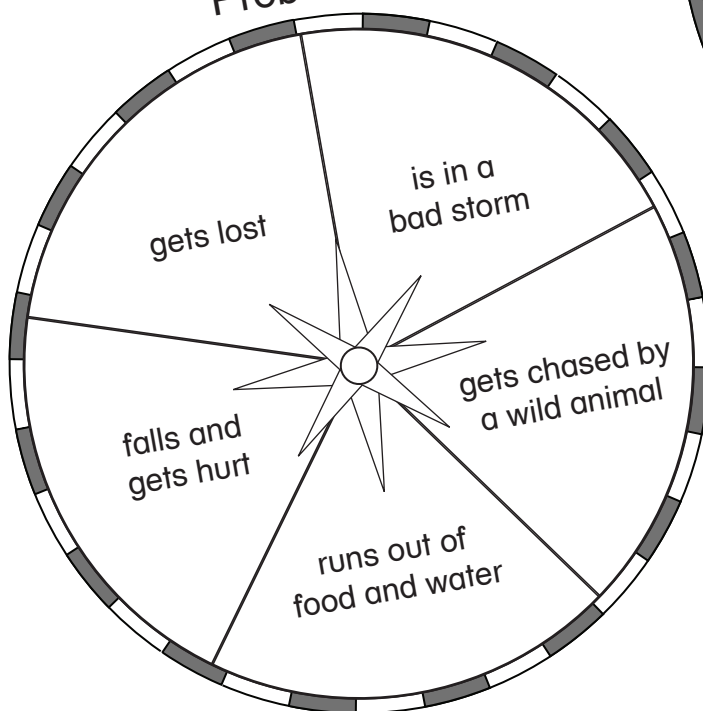 is in a
bad storm
gets lost
gets chased by
a wild animal
falls and
gets hurt
runs out of
food and water